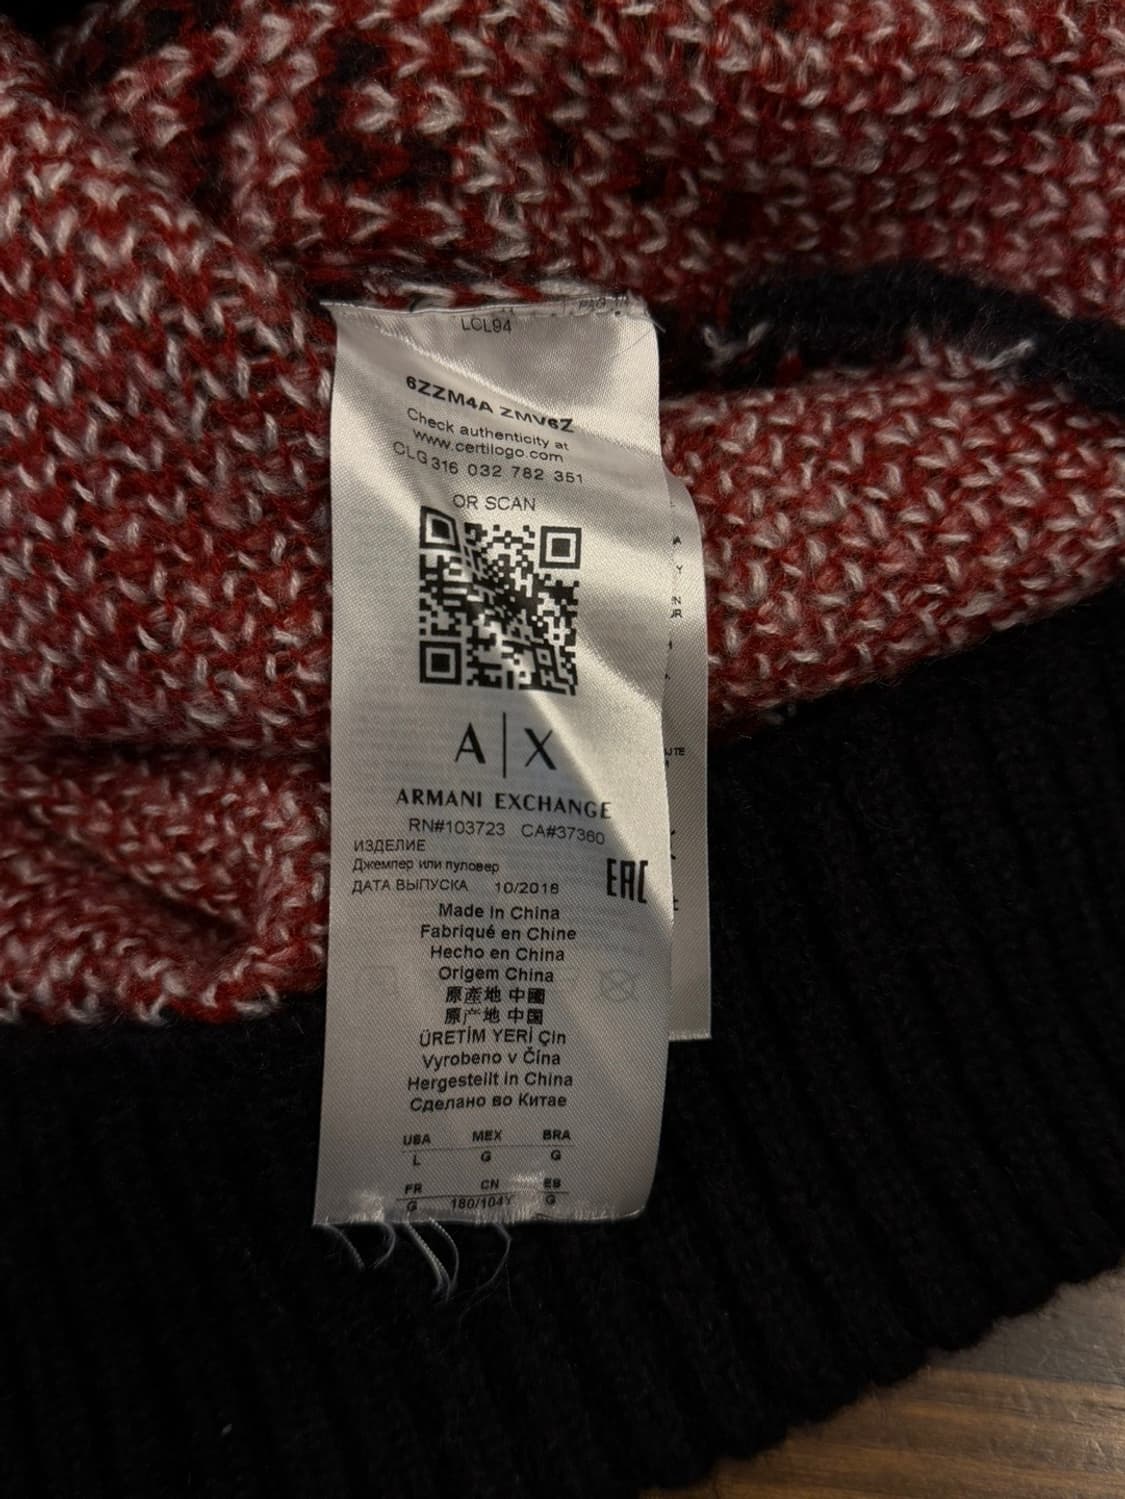 LCL94
6ZZM4A ZMV6Z
Check authenticity at
www.certilogo.com
CLG 316 032 782 351
OR SCAN
A|X
ARMANI EXCHANGE
RN#103723 CA#37360
ИЗДЕЛИЕ
Джемпер или пуловер
ДАТА ВЫПУСКА 10/2018
EAC
Made in China
Fabriqué en Chine
Hecho en China
Origem China
原產地 中國
原产地 中国
ÜRETİM YERİ Çin
Vyrobeno v Čína
Hergestellt in China
Сделано во Китае
USA MEX BRA
L G G
FR CN ES
G 180/104Y G